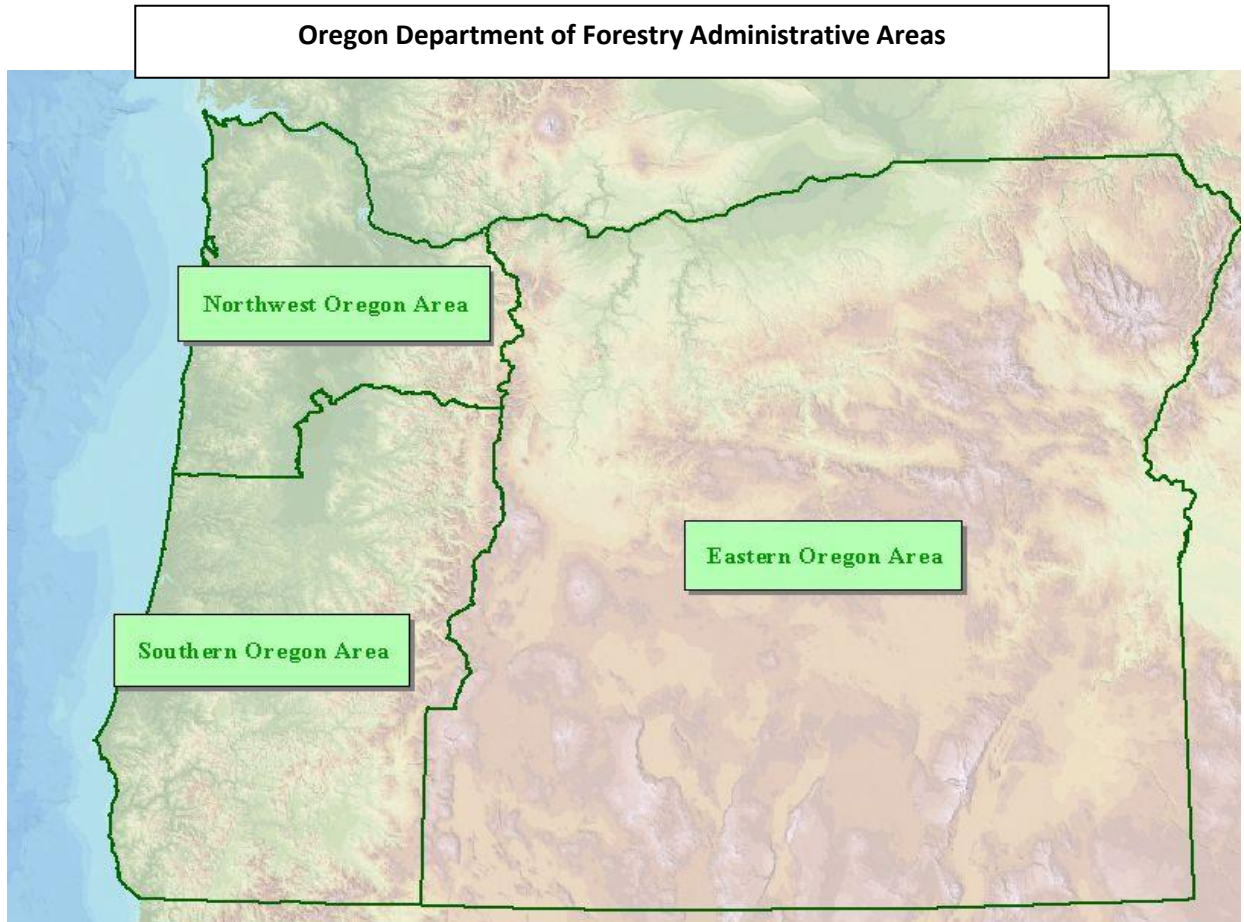 Oregon Department of Forestry Administrative Areas
Northwest Oregon Area
Eastern Oregon Area
Southern Oregon Area